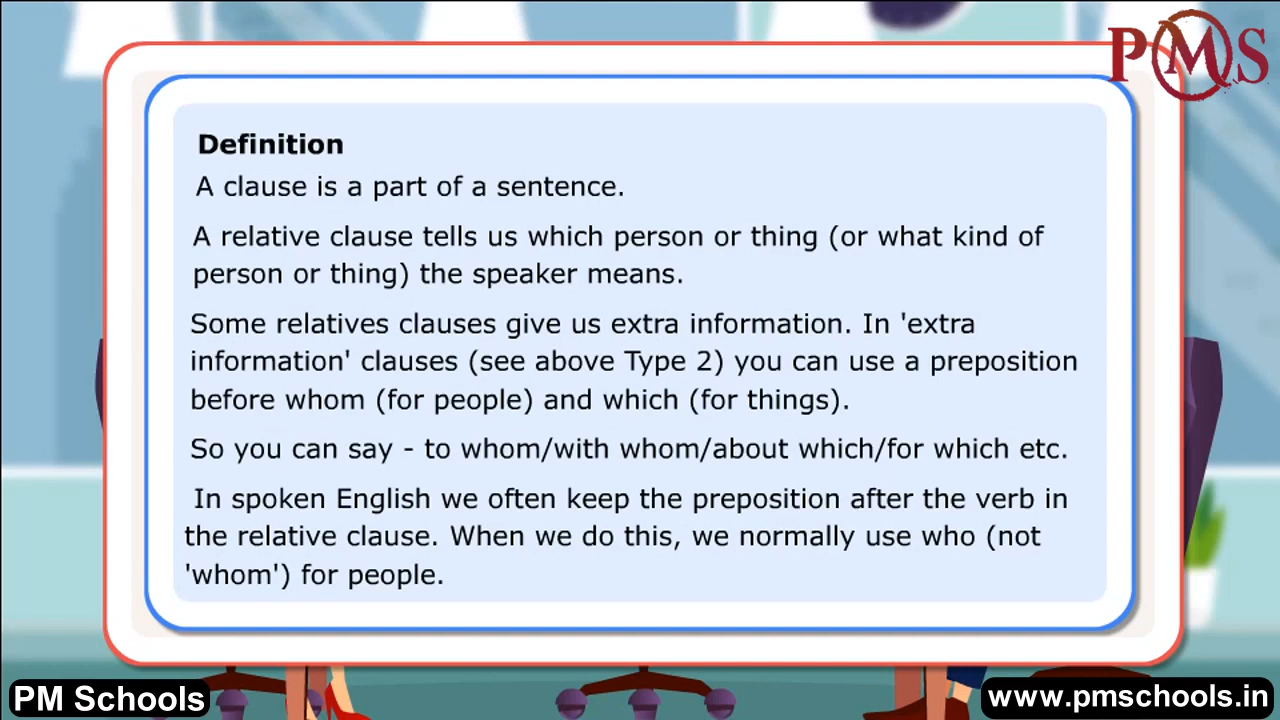 PMS
Definition
A clause is a part of a sentence.
A relative clause tells us which person or thing (or what kind of
person or thing) the speaker means.
Some relatives clauses give us extra information. In 'extra
information' clauses (see above Type 2) you can use a preposition
before whom (for people) and which (for things).
So you can say - to whom/with whom/about which/for which etc.
In spoken English we often keep the preposition after the verb in
the relative clause. When we do this, we normally use who (not
'whom') for people.
PM Schools
www.pmschools.in